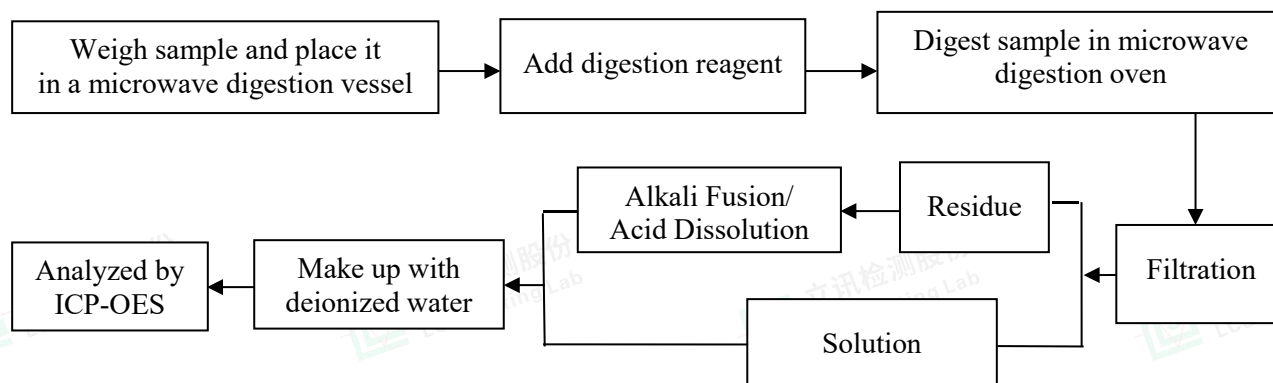 Weigh sample and place it
in a microwave digestion vessel
Add digestion reagent
Digest sample in microwave
digestion oven
Filtration
Residue
Alkali Fusion/
Acid Dissolution
Solution
Make up with
deionized water
Analyzed by
ICP-OES